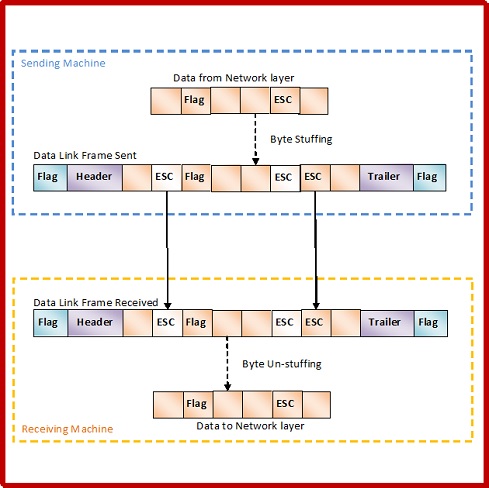 Sending Machine
Data from Network layer
Flag ESC
Byte Stuffing
Data Link Frame Sent
Flag Header ESC Flag ESC ESC Trailer Flag
Data Link Frame Received
Flag Header ESC Flag ESC ESC Trailer Flag
Byte Un-stuffing
Flag ESC
Data to Network layer
Receiving Machine